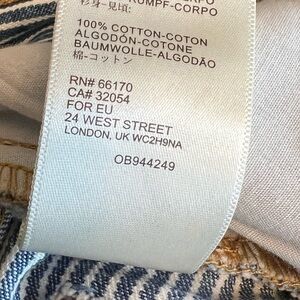 RUMPF-CORPO
衫身-見頃:
100% COTTON-COTON
ALGODÓN-COTONE
BAUMWOLLE-ALGODÃO
棉-コットン
RN# 66170
CA# 32054
FOR EU
24 WEST STREET
LONDON, UK WC2H9NA
OB944249